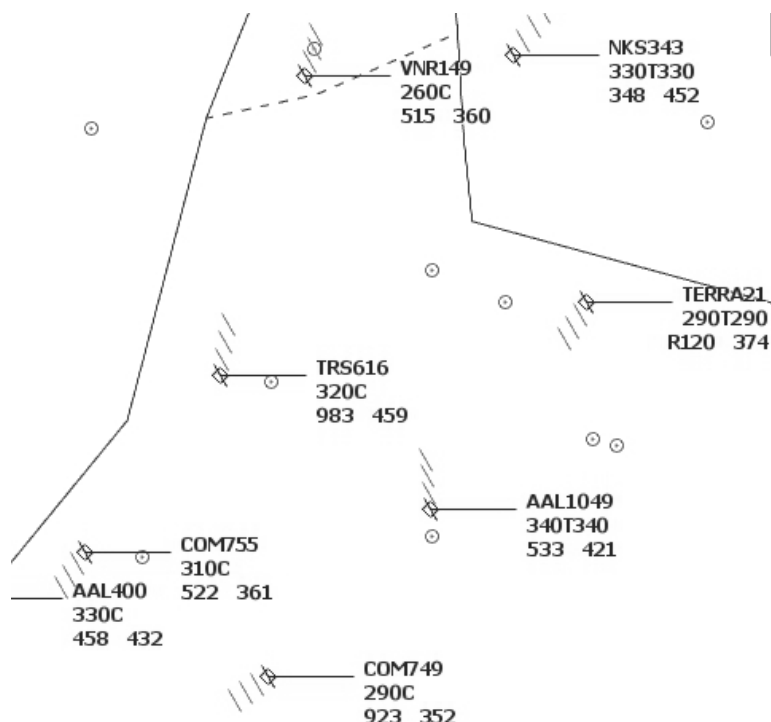 NKS343
330T330
348 452
VNR149
260C
515 360
TERRA21
290T290
R120 374
TRS616
320C
983 459
AAL1049
340T340
533 421
COM755
310C
522 361
AAL400
330C
458 432
COM749
290C
923 352